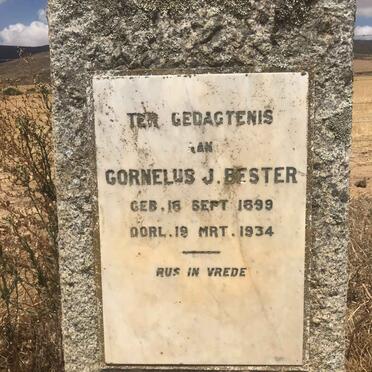 TER GEDAGTENIS
AAN
CORNELUS J. BESTER
GEB. 16 SEPT 1899
OORL. 19 MRT. 1934
RUS IN VREDE